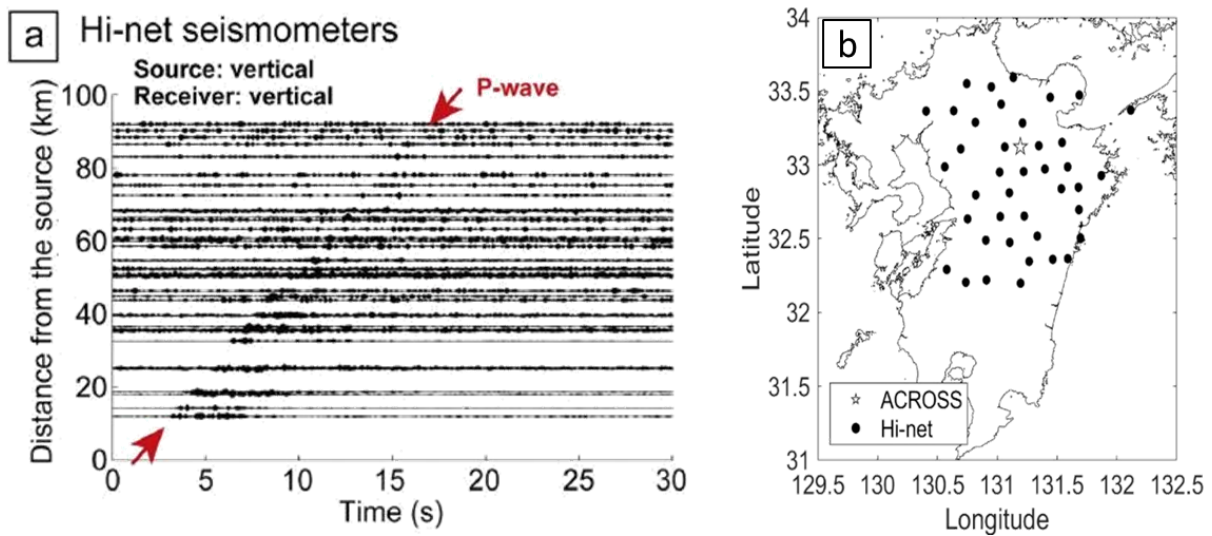 a Hi-net seismometers
Source: vertical
Receiver: vertical
P-wave
100
80
60
40
20
0
Distance from the source (km)
0 5 10 15 20 25 30
Time (s)
b
34
33.5
33
32.5
32
31.5
31
Latitude
ACROSS
Hi-net
129.5 130 130.5 131 131.5 132 132.5
Longitude